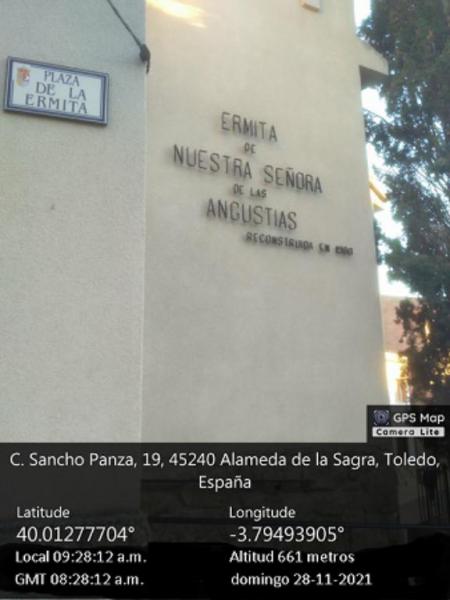 PLAZA
DE LA
ERMITA
ERMITA
DE
NUESTRA SEÑORA
DE LAS
ANGUSTIAS
RECONSTRUIDA EN
GPS Map
Camera Lite
C. Sancho Panza, 19, 45240 Alameda de la Sagra, Toledo,
España
Latitude
40.01277704°
Longitude
-3.79493905°
Local 09:28:12 a.m.
Altitud 661 metros
GMT 08:28:12 a.m.
domingo 28-11-2021